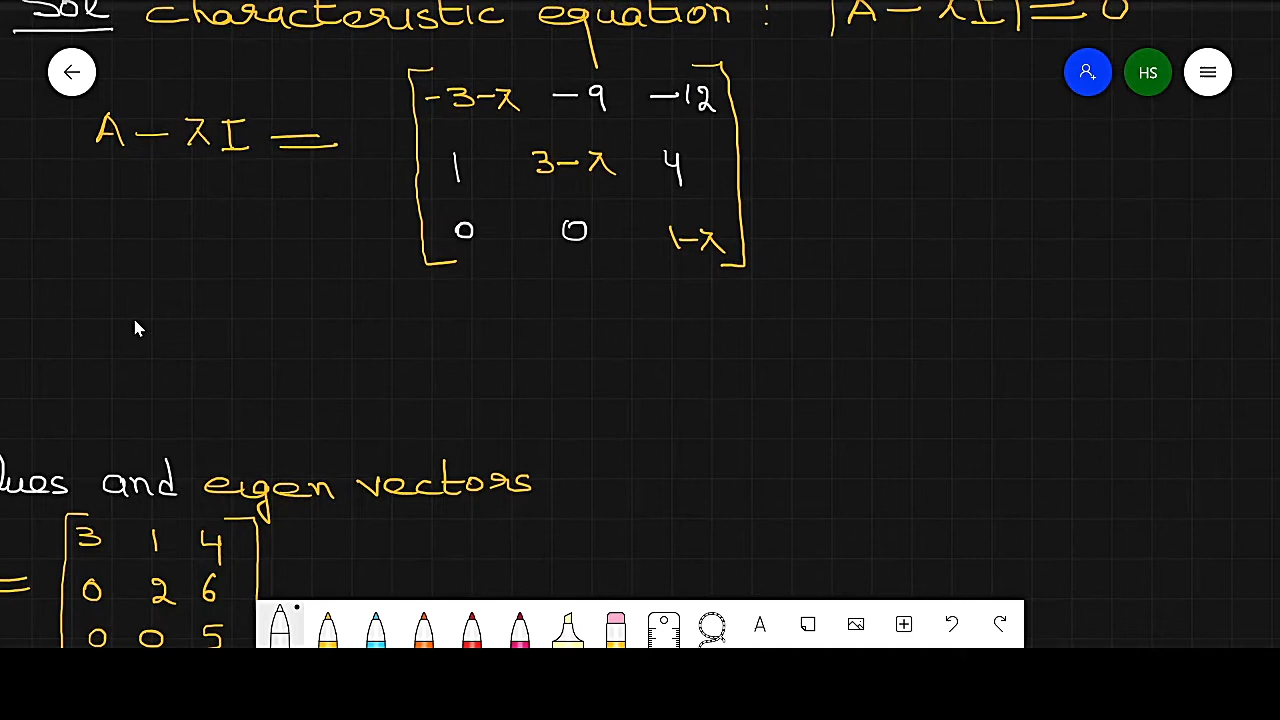 Sol characteristic equation : |A-λI|=0
HS
A-λI = [-3-λ -9 -12
1 3-λ 4
0 0 1-λ]
lues and eigen vectors
= [3 1 4
0 2 6
0 0 5
A